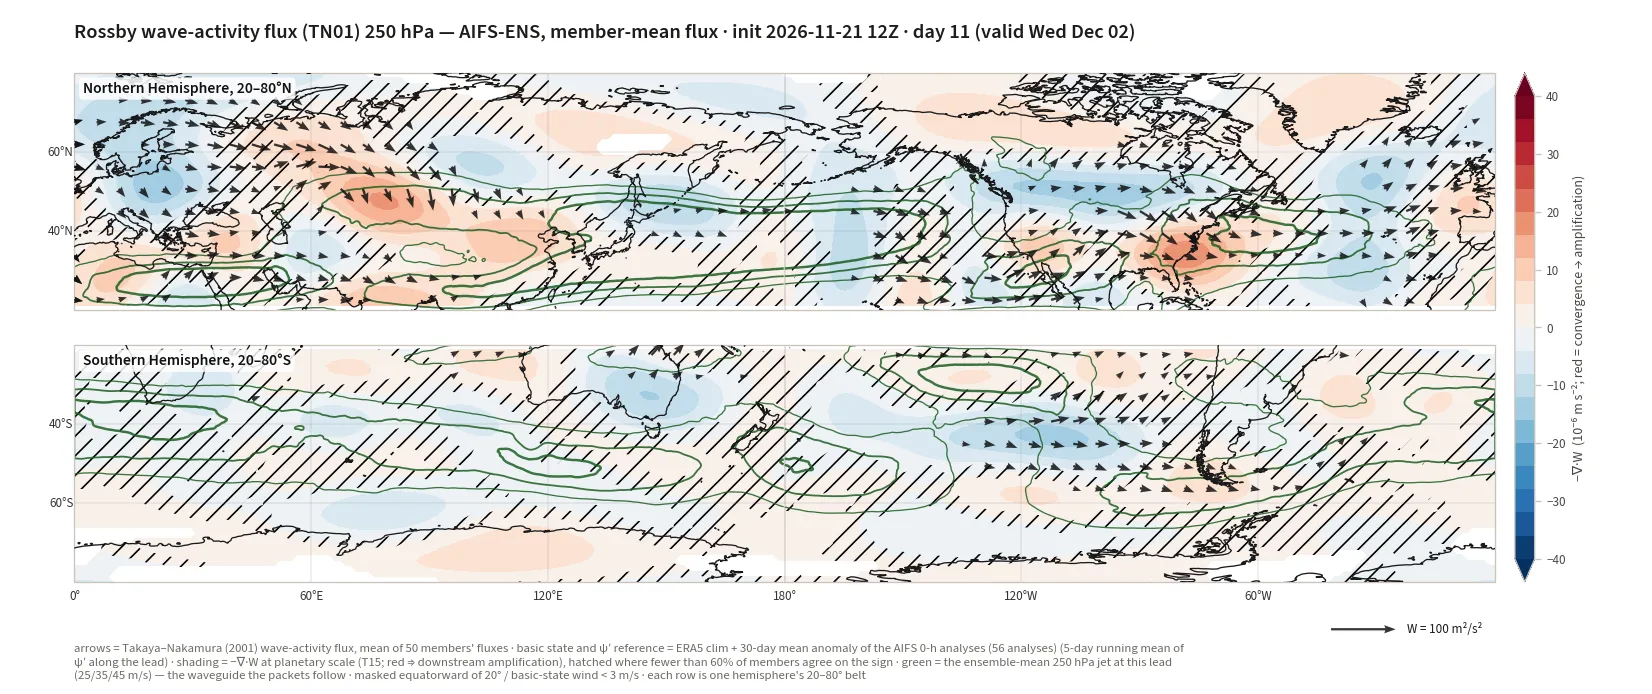 Rossby wave-activity flux (TN01) 250 hPa — AIFS-ENS, member-mean flux · init 2026-11-21 12Z · day 11 (valid Wed Dec 02)
Northern Hemisphere, 20–80°N
60°N
40°N
Southern Hemisphere, 20–80°S
40°S
60°S
0°
60°E
120°E
180°
120°W
60°W
40
30
20
10
0
−10
−20
−30
−40
−∇·W (10⁻⁶ m s⁻²; red = convergence → amplification)
W = 100 m²/s²
arrows = Takaya–Nakamura (2001) wave-activity flux, mean of 50 members' fluxes · basic state and ψ' reference = ERA5 clim + 30-day mean anomaly of the AIFS 0-h analyses (56 analyses) (5-day running mean of
ψ' along the lead) · shading = −∇·W at planetary scale (T15; red ⇒ downstream amplification), hatched where fewer than 60% of members agree on the sign · green = the ensemble-mean 250 hPa jet at this lead
(25/35/45 m/s) — the waveguide the packets follow · masked equatorward of 20° / basic-state wind < 3 m/s · each row is one hemisphere's 20–80° belt